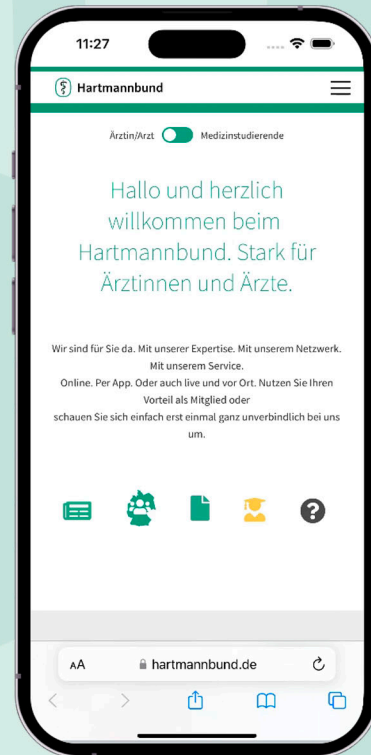 11:27
Hartmannbund
Ärztin/Arzt Medizinstudierende
Hallo und herzlich
willkommen beim
Hartmannbund. Stark für
Ärztinnen und Ärzte.
Wir sind für Sie da. Mit unserer Expertise. Mit unserem Netzwerk.
Mit unserem Service.
Online. Per App. Oder auch live und vor Ort. Nutzen Sie Ihren
Vorteil als Mitglied oder
schauen Sie sich einfach erst einmal ganz unverbindlich bei uns
um.
?
AA hartmannbund.de